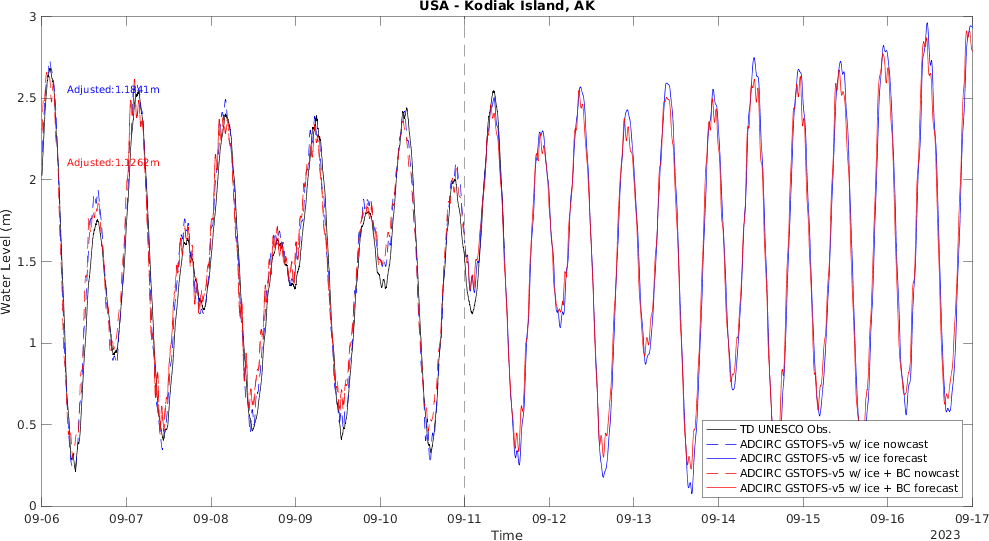 USA - Kodiak Island, AK
3
2.5
2
1.5
1
0.5
0
Water Level (m)
Adjusted:1.1841m
Adjusted:1.1262m
TD UNESCO Obs.
ADCIRC GSTOFS-v5 w/ ice nowcast
ADCIRC GSTOFS-v5 w/ ice forecast
ADCIRC GSTOFS-v5 w/ ice + BC nowcast
ADCIRC GSTOFS-v5 w/ ice + BC forecast
09-06 09-07 09-08 09-09 09-10 09-11 09-12 09-13 09-14 09-15 09-16 09-17
Time
2023